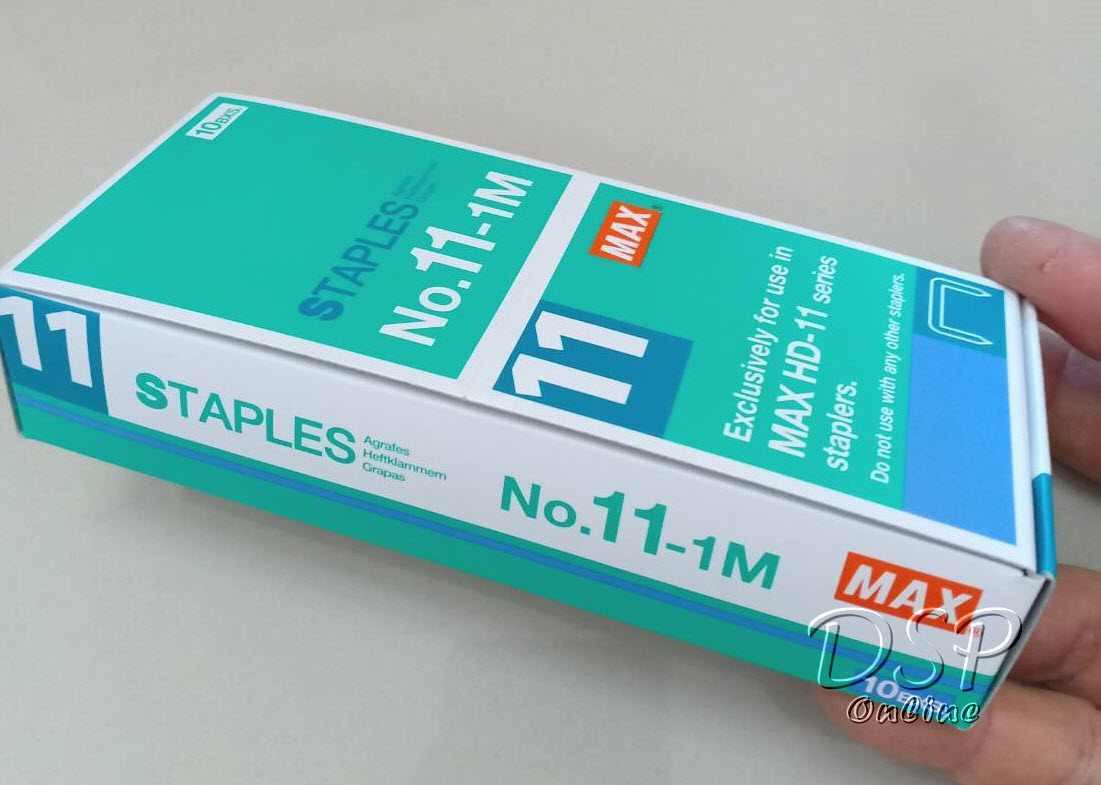 10BXS.
STAPLES
No.11-1M
MAX®
11
Exclusively for use in
MAX HD-11 series
staplers.
Do not use with any other staplers.
11
STAPLES
Agrafes
Heftklammern
Grapas
No.11-1M
MAX
10BXS.
DSP
OnLine